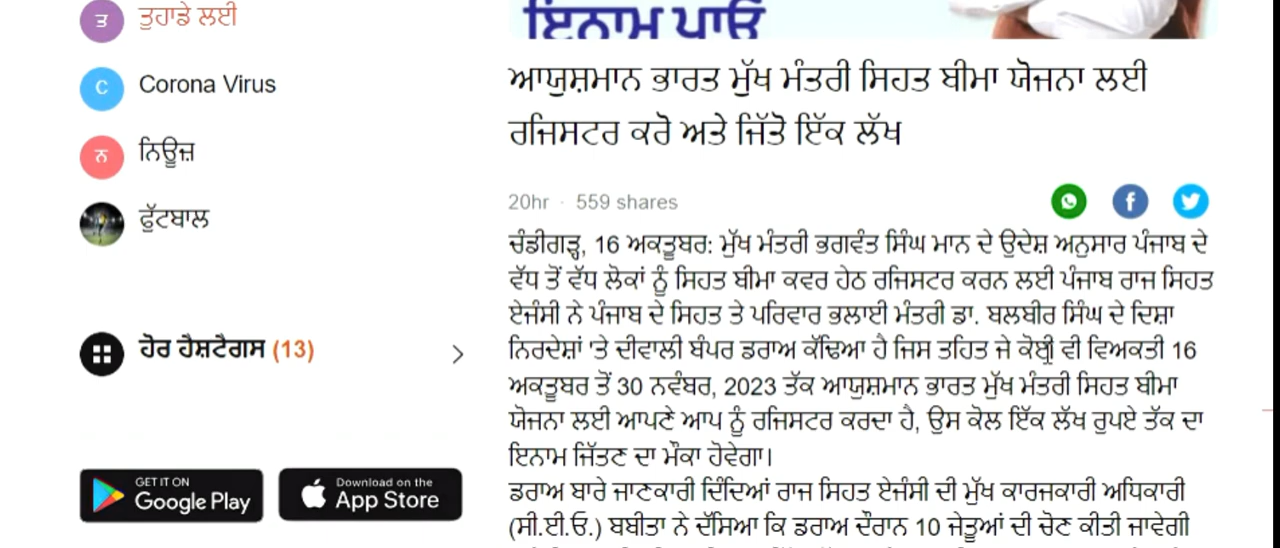 ਤ ਤੁਹਾਡੇ ਲਈ
C Corona Virus
ਨ ਨਿਊਜ਼
ਫੁੱਟਬਾਲ
ਹੋਰ ਹੈਸ਼ਟੈਗਸ (13)
GET IT ON
Google Play
Download on the
App Store
ਇਨਾਮ ਪਾਓ
ਆਯੁਸ਼ਮਾਨ ਭਾਰਤ ਮੁੱਖ ਮੰਤਰੀ ਸਿਹਤ ਬੀਮਾ ਯੋਜਨਾ ਲਈ
ਰਜਿਸਟਰ ਕਰੋ ਅਤੇ ਜਿੱਤੋ ਇੱਕ ਲੱਖ
20hr · 559 shares
ਚੰਡੀਗੜ੍ਹ, 16 ਅਕਤੂਬਰ: ਮੁੱਖ ਮੰਤਰੀ ਭਗਵੰਤ ਸਿੰਘ ਮਾਨ ਦੇ ਉਦੇਸ਼ ਅਨੁਸਾਰ ਪੰਜਾਬ ਦੇ
ਵੱਧ ਤੋਂ ਵੱਧ ਲੋਕਾਂ ਨੂੰ ਸਿਹਤ ਬੀਮਾ ਕਵਰ ਹੇਠ ਰਜਿਸਟਰ ਕਰਨ ਲਈ ਪੰਜਾਬ ਰਾਜ ਸਿਹਤ
ਏਜੰਸੀ ਨੇ ਪੰਜਾਬ ਦੇ ਸਿਹਤ ਤੇ ਪਰਿਵਾਰ ਭਲਾਈ ਮੰਤਰੀ ਡਾ. ਬਲਬੀਰ ਸਿੰਘ ਦੇ ਦਿਸ਼ਾ
ਨਿਰਦੇਸ਼ਾਂ 'ਤੇ ਦੀਵਾਲੀ ਬੰਪਰ ਡਰਾਅ ਕੱਢਿਆ ਹੈ ਜਿਸ ਤਹਿਤ ਜੇ ਵੀ ਵਿਅਕਤੀ 16
ਅਕਤੂਬਰ ਤੋਂ 30 ਨਵੰਬਰ, 2023 ਤੱਕ ਆਯੁਸ਼ਮਾਨ ਭਾਰਤ ਮੁੱਖ ਮੰਤਰੀ ਸਿਹਤ ਬੀਮਾ
ਯੋਜਨਾ ਲਈ ਆਪਣੇ ਆਪ ਨੂੰ ਰਜਿਸਟਰ ਕਰਦਾ ਹੈ, ਉਸ ਕੋਲ ਇੱਕ ਲੱਖ ਰੁਪਏ ਤੱਕ ਦਾ
ਇਨਾਮ ਜਿੱਤਣ ਦਾ ਮੌਕਾ ਹੋਵੇਗਾ।
ਡਰਾਅ ਬਾਰੇ ਜਾਣਕਾਰੀ ਦਿੰਦਿਆਂ ਰਾਜ ਸਿਹਤ ਏਜੰਸੀ ਦੀ ਮੁੱਖ ਕਾਰਜਕਾਰੀ ਅਧਿਕਾਰੀ
(ਸੀ.ਈ.ਓ.) ਬਬੀਤਾ ਨੇ ਦੱਸਿਆ ਕਿ ਡਰਾਅ ਦੌਰਾਨ 10 ਜੇਤੂਆਂ ਦੀ ਚੋਣ ਕੀਤੀ ਜਾਵੇਗੀ